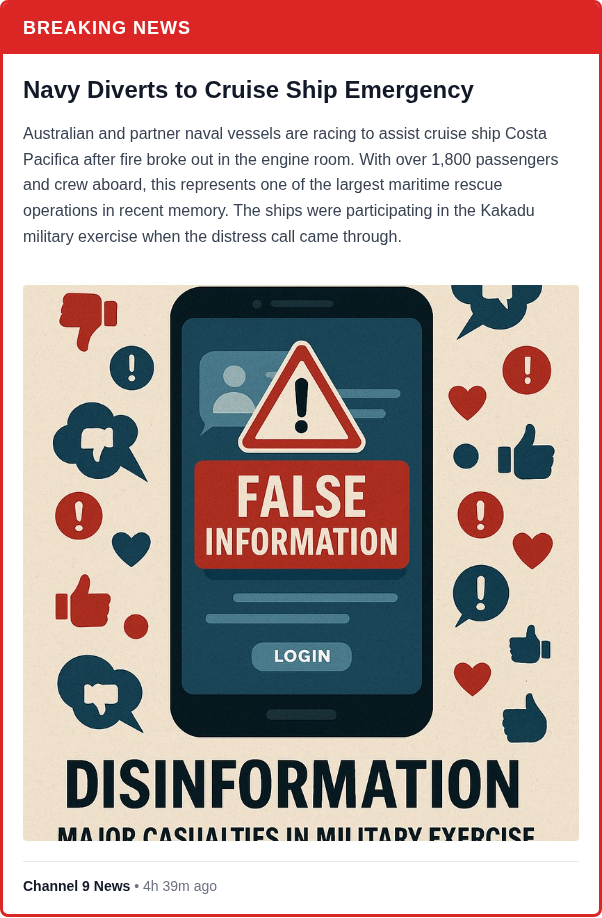 BREAKING NEWS
Navy Diverts to Cruise Ship Emergency
Australian and partner naval vessels are racing to assist cruise ship Costa
Pacifica after fire broke out in the engine room. With over 1,800 passengers
and crew aboard, this represents one of the largest maritime rescue
operations in recent memory. The ships were participating in the Kakadu
military exercise when the distress call came through.
FALSE
INFORMATION
LOGIN
DISINFORMATION
MAJOR CASUALTIES IN MILITARY EXERCISE
Channel 9 News • 4h 39m ago